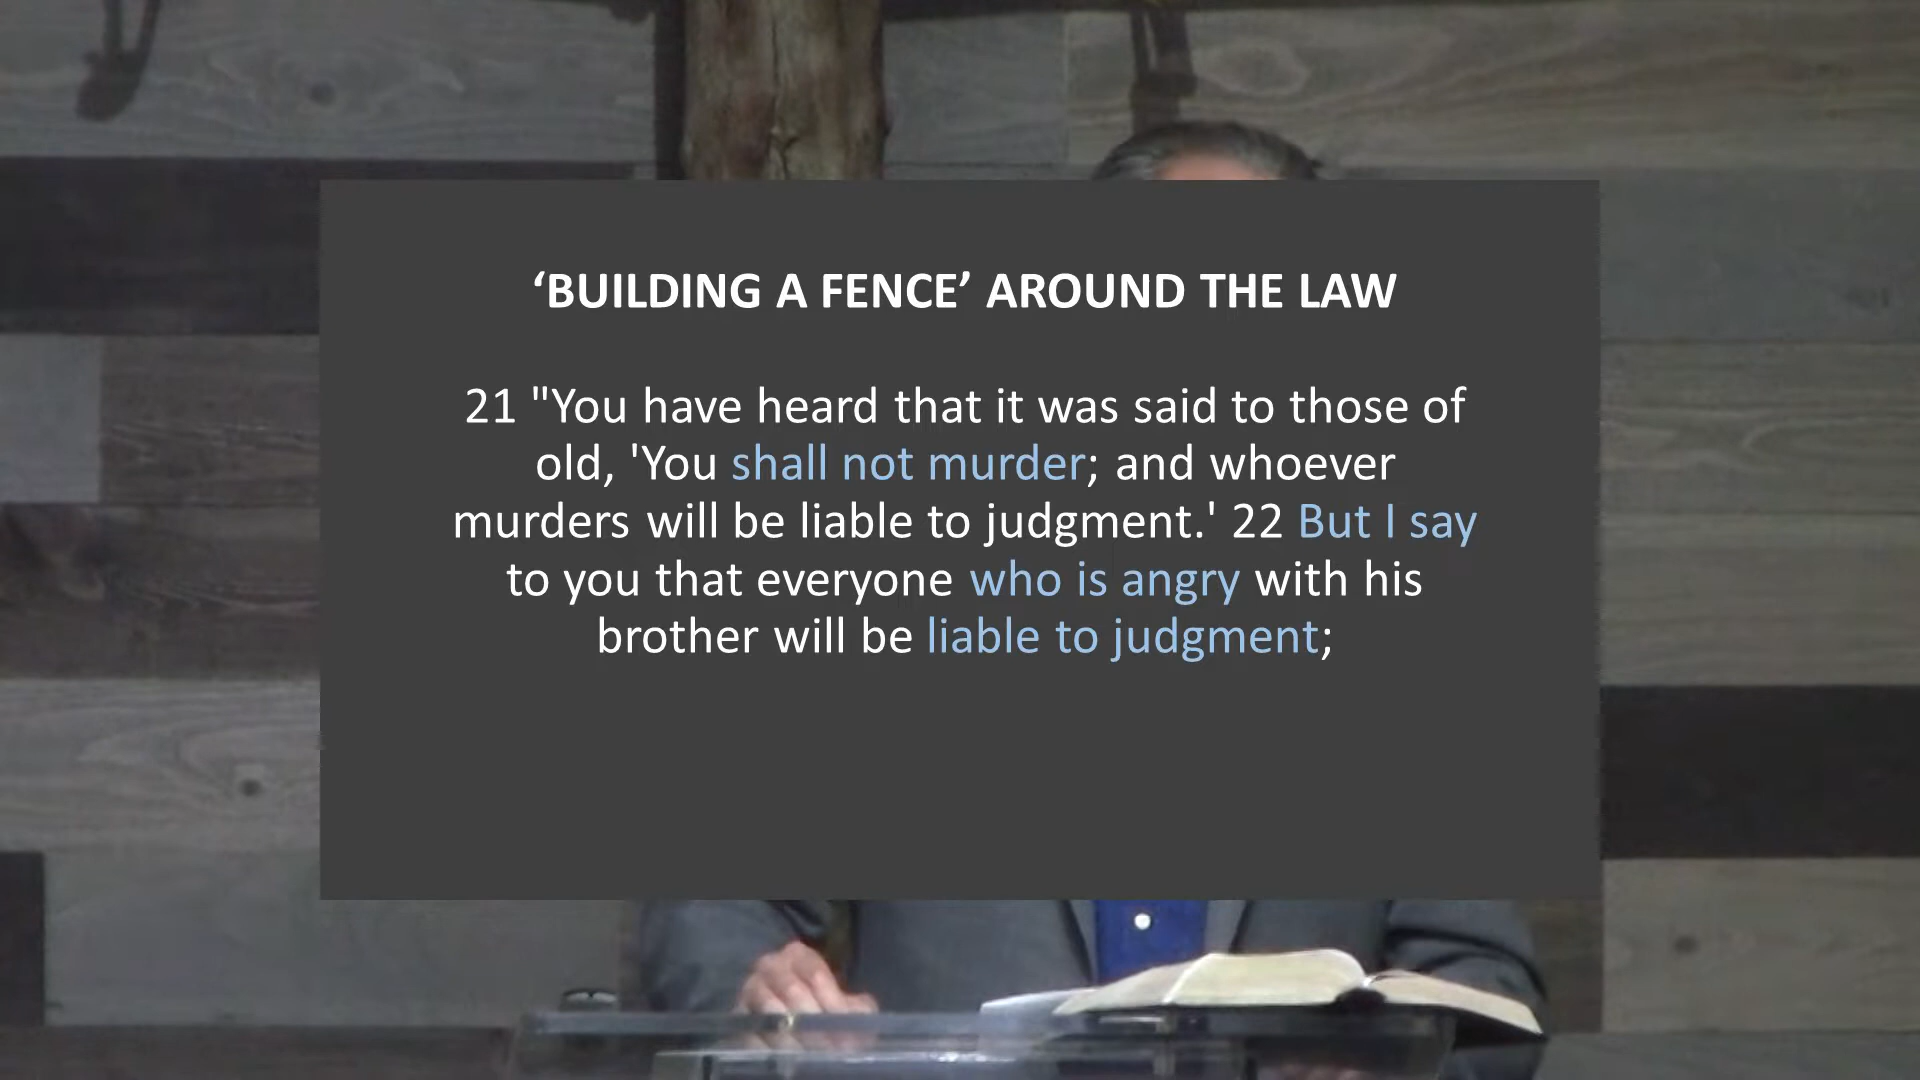 ‘BUILDING A FENCE’ AROUND THE LAW
21 "You have heard that it was said to those of
old, 'You shall not murder; and whoever
murders will be liable to judgment.' 22 But I say
to you that everyone who is angry with his
brother will be liable to judgment;